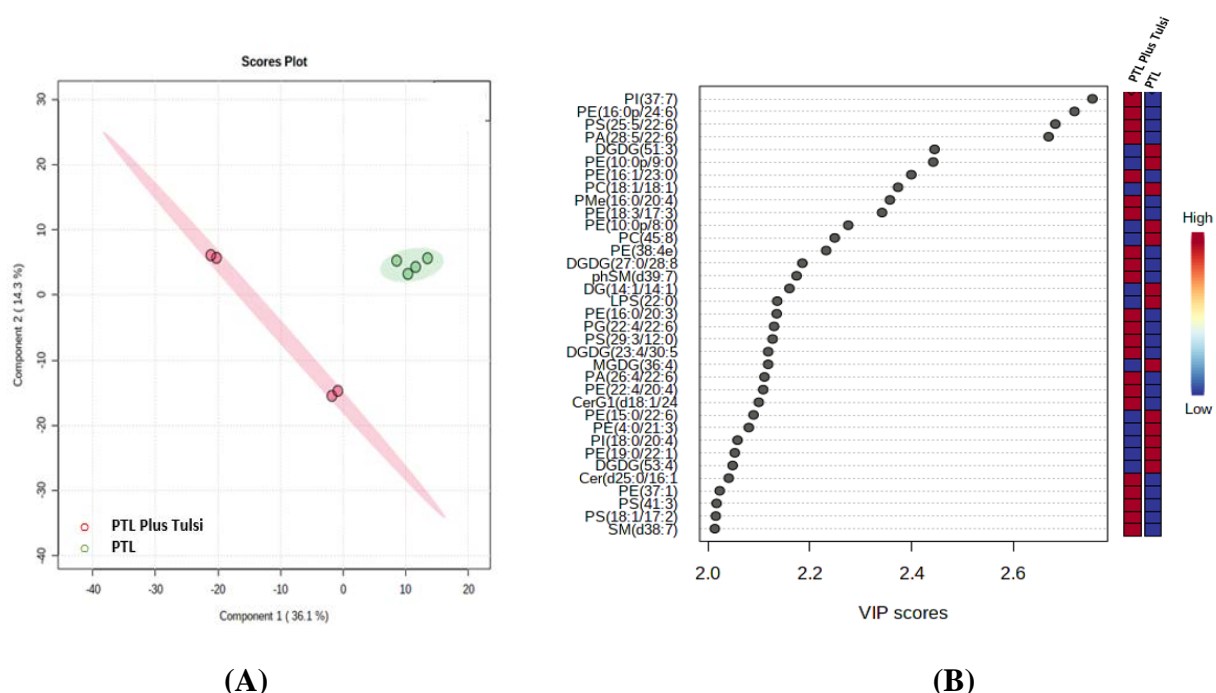 Scores Plot
Component 2 ( 14.3 %)
30
20
10
0
-10
-20
-30
-40
-40
-30
-20
-10
0
10
20
Component 1 ( 36.1 %)
PTL Plus Tulsi
PTL
(A)
PI(37:7)
PE(16:0p/24:6)
PS(25:5/22:6)
PA(28:5/22:6)
DGDG(51:3)
PE(10:0p/9:0)
PE(16:1/23:0)
PC(18:1/18:1)
PMe(16:0/20:4)
PE(18:3/17:3)
PE(10:0p/8:0)
PC(45:8)
PE(38:4e)
DGDG(27:0/28:8
phSM(d39:7)
DG(14:1/14:1)
LPS(22:0)
PE(16:0/20:3)
PG(22:4/22:6)
PS(29:3/12:0)
DGDG(23:4/30:5
MGDG(36:4)
PA(26:4/22:6)
PE(22:4/20:4)
CerG1(d18:1/24
PE(15:0/22:6)
PE(4:0/21:3)
PI(18:0/20:4)
PE(19:0/22:1)
DGDG(53:4)
Cer(d25:0/16:1
PE(37:1)
PS(41:3)
PS(18:1/17:2)
SM(d38:7)
2.0
2.2
2.4
2.6
VIP scores
PTL Plus Tulsi
PTL
High
Low
(B)